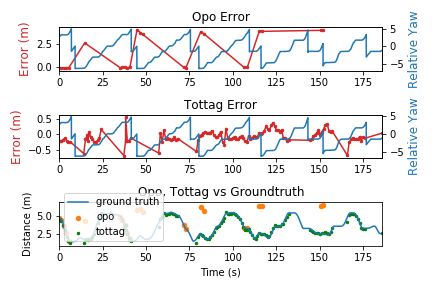 Opo Error
Error (m)
2.5
0.0
5
0
−5
Relative Yaw
0 25 50 75 100 125 150 175
Tottag Error
Error (m)
0.5
0.0
−0.5
5
0
−5
Relative Yaw
0 25 50 75 100 125 150 175
Opo, Tottag vs Groundtruth
Distance (m)
5.0
2.5
ground truth
opo
tottag
0 25 50 75 100 125 150 175
Time (s)